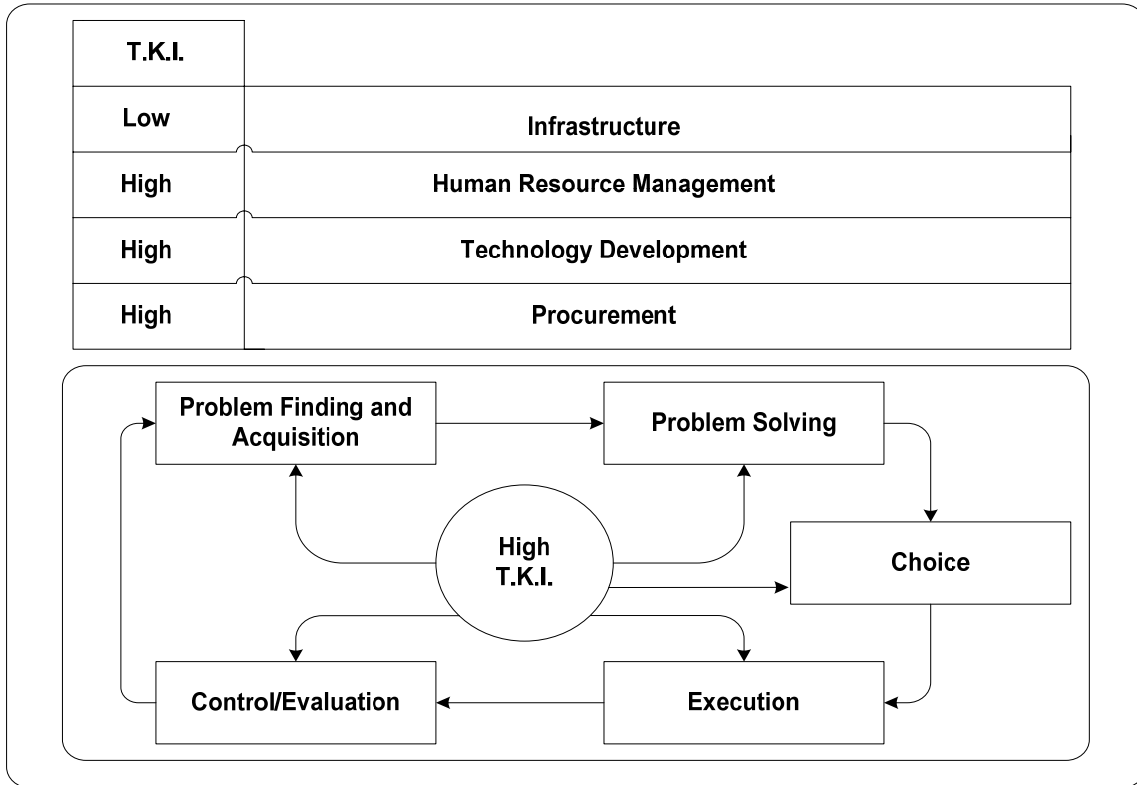 T.K.I.
Low
Infrastructure
High
Human Resource Management
High
Technology Development
High
Procurement
Problem Finding and
Acquisition
Problem Solving
High
T.K.I.
Choice
Control/Evaluation
Execution